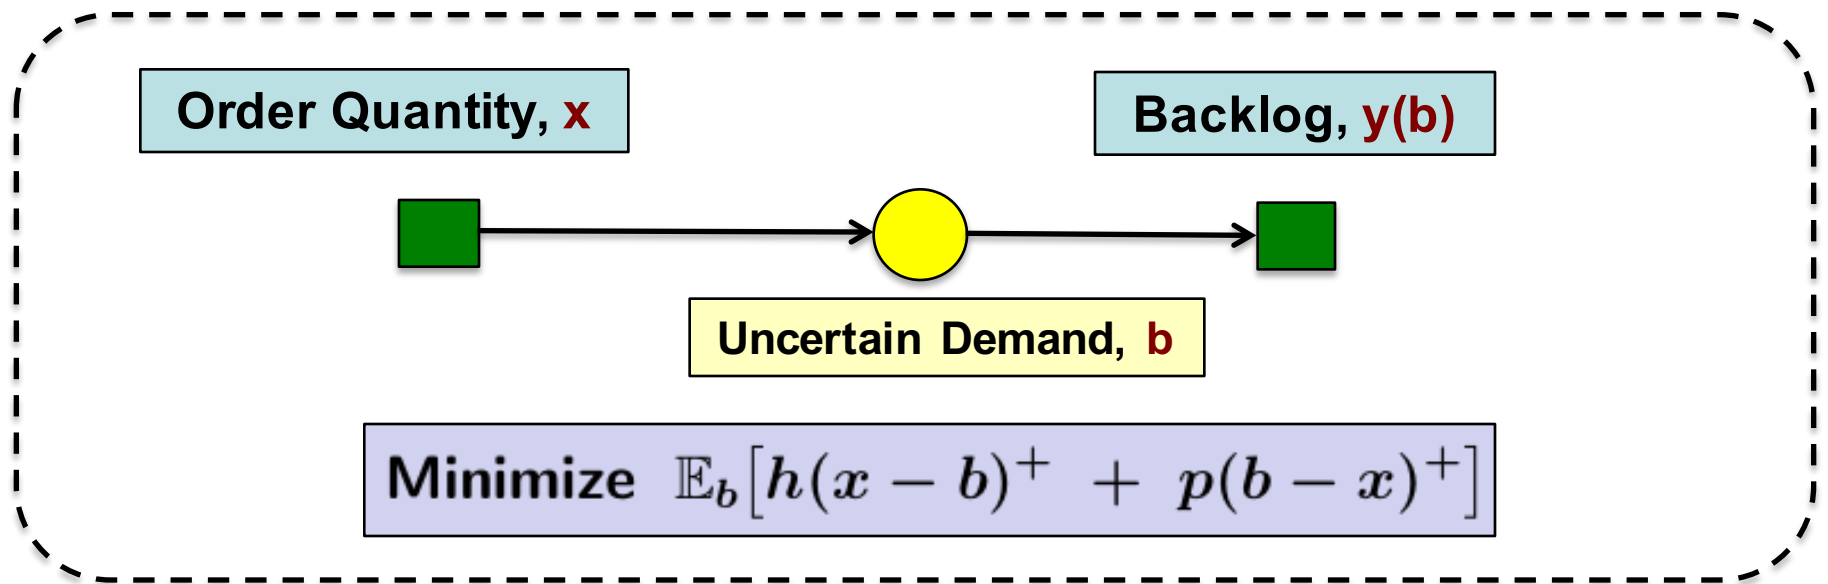 Order Quantity, x
Backlog, y(b)
Uncertain Demand, b
Minimize 𝔼_b[h(x − b)⁺ + p(b − x)⁺]